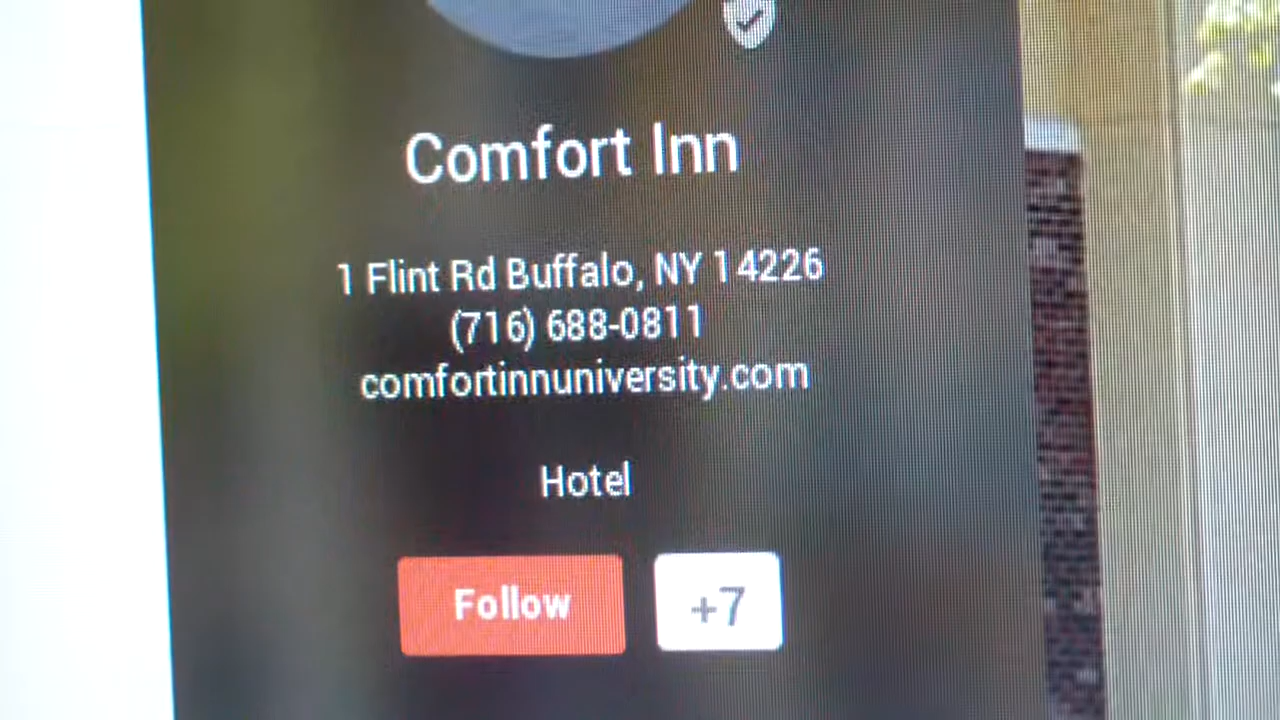 Comfort Inn
1 Flint Rd Buffalo, NY 14226
(716) 688-0811
comfortinnuniversity.com
Hotel
Follow
+7